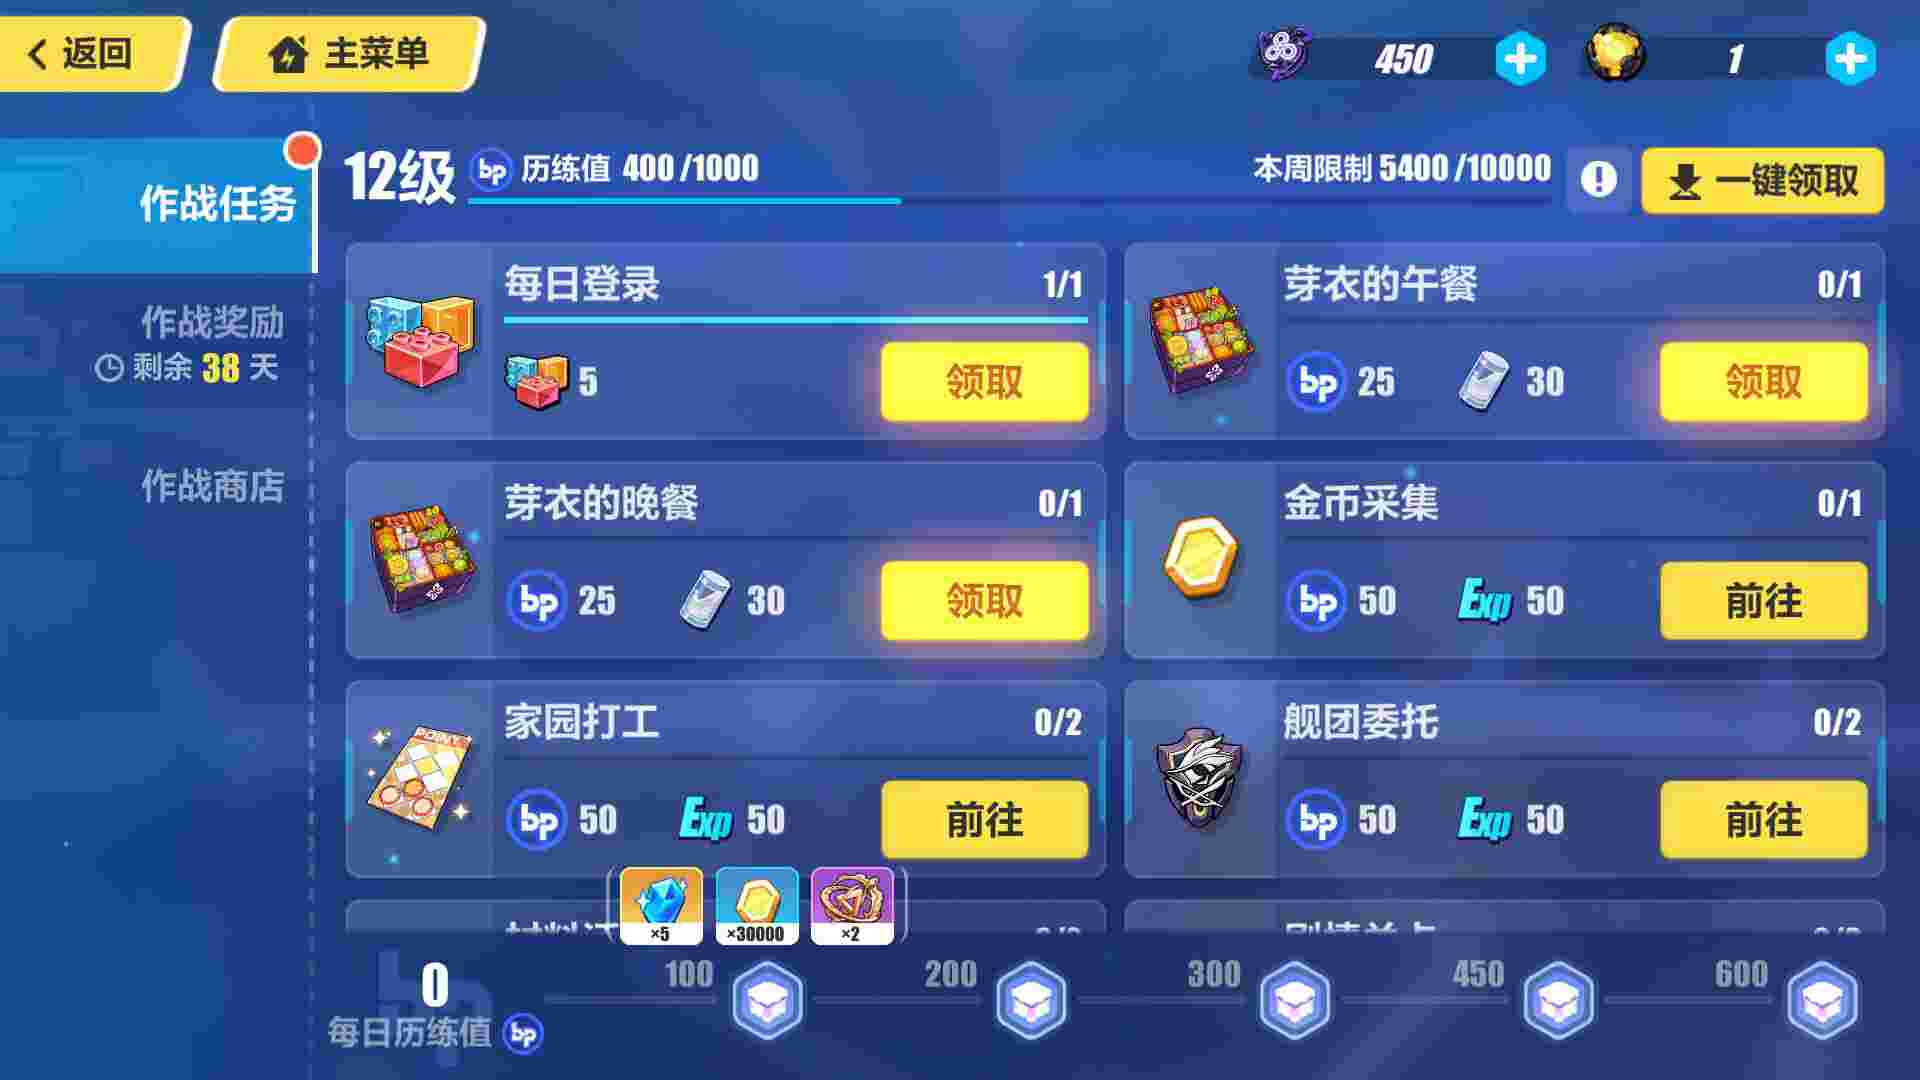 返回
主菜单
450
1
作战任务
作战奖励
剩余 38 天
作战商店
12级
bp 历练值 400/1000
本周限制 5400/10000
一键领取
每日登录 1/1
5
领取
芽衣的午餐 0/1
bp 25 30
领取
芽衣的晚餐 0/1
bp 25 30
领取
金币采集 0/1
bp 50 Exp 50
前往
家园打工 0/2
POINT
bp 50 Exp 50
前往
舰团委托 0/2
bp 50 Exp 50
前往
×5 ×30000 ×2
0
每日历练值 bp
100 200 300 450 600